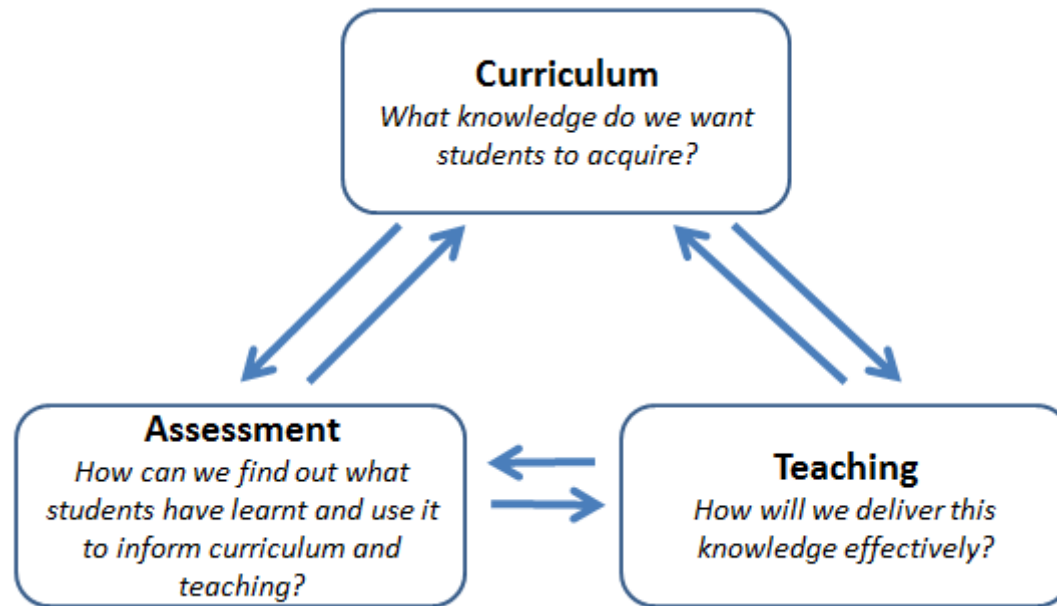 Curriculum
What knowledge do we want
students to acquire?
Assessment
How can we find out what
students have learnt and use it
to inform curriculum and
teaching?
Teaching
How will we deliver this
knowledge effectively?